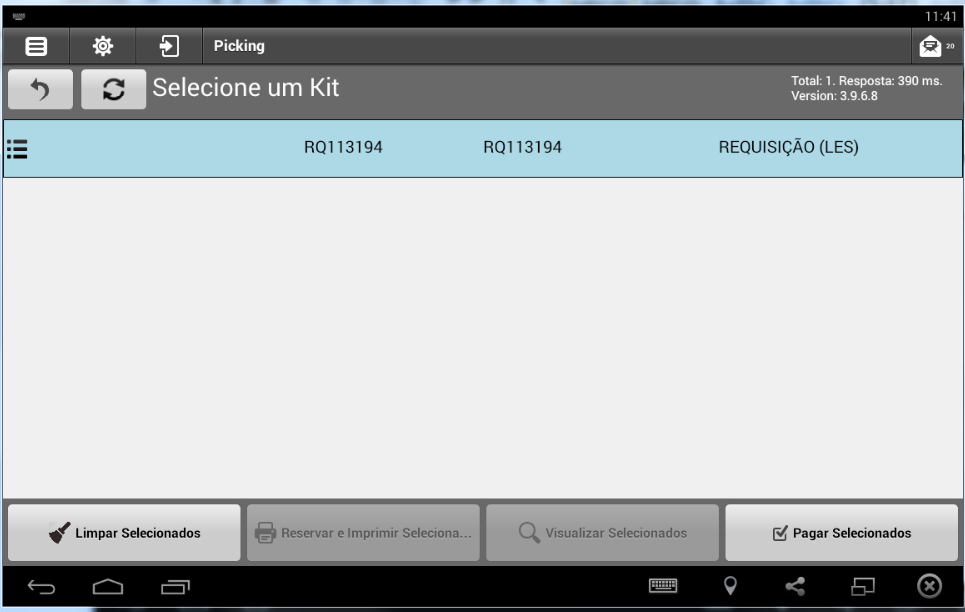 11:41
Picking
20
Selecione um Kit
Total: 1. Resposta: 390 ms.
Version: 3.9.6.8
RQ113194 RQ113194 REQUISIÇÃO (LES)
Limpar Selecionados Reservar e Imprimir Seleciona... Visualizar Selecionados Pagar Selecionados